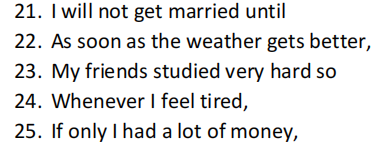 21. I will not get married until
22. As soon as the weather gets better,
23. My friends studied very hard so
24. Whenever I feel tired,
25. If only I had a lot of money,